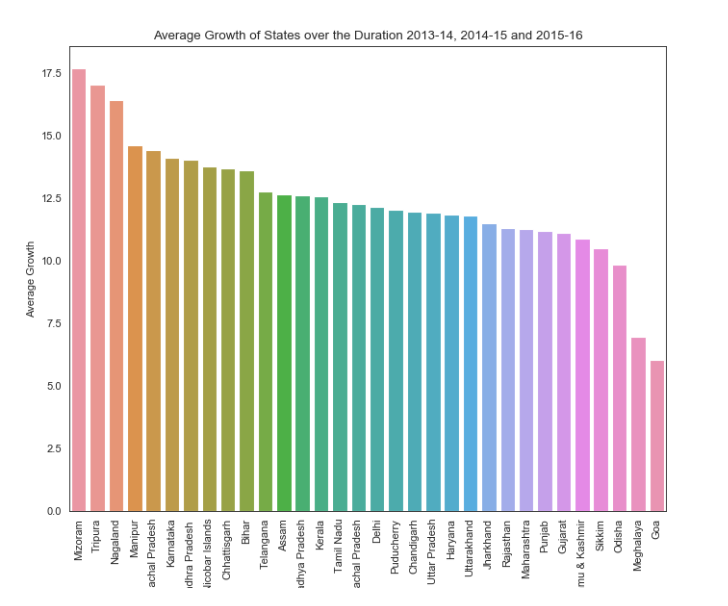 Average Growth of States over the Duration 2013-14, 2014-15 and 2015-16
17.5
15.0
12.5
10.0
7.5
5.0
2.5
0.0
Average Growth
Mizoram
Tripura
Nagaland
Manipur
achal Pradesh
Karnataka
dhra Pradesh
licobar Islands
Chhattisgarh
Bihar
Telangana
Assam
dhya Pradesh
Kerala
Tamil Nadu
achal Pradesh
Delhi
Puducherry
Chandigarh
Uttar Pradesh
Haryana
Uttarakhand
Jharkhand
Rajasthan
Maharashtra
Punjab
Gujarat
mu & Kashmir
Sikkim
Odisha
Meghalaya
Goa